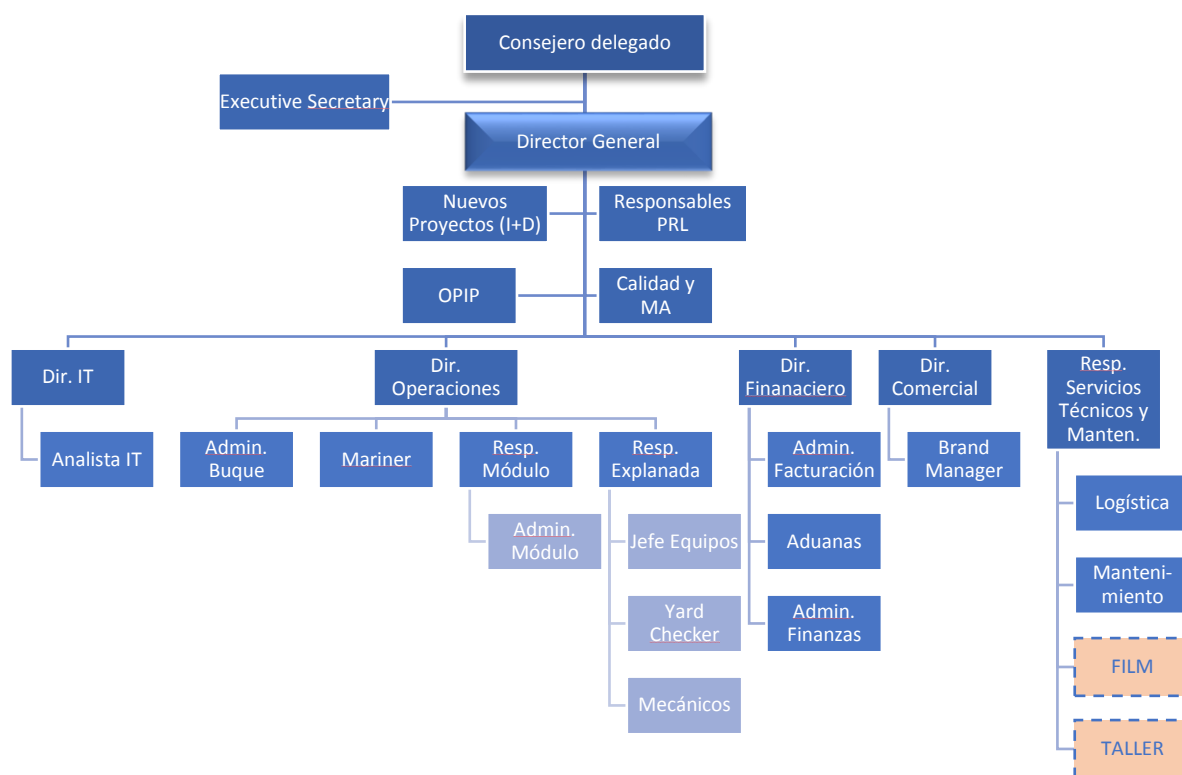 Consejero delegado
Executive Secretary
Director General
Nuevos
Proyectos (I+D)
Responsables
PRL
OPIP
Calidad y
MA
Dir. IT
Dir.
Operaciones
Dir.
Finanaciero
Dir.
Comercial
Resp.
Servicios
Técnicos y
Manten.
Analista IT
Admin.
Buque
Mariner
Resp.
Módulo
Resp.
Explanada
Admin.
Facturación
Brand
Manager
Logística
Admin.
Módulo
Jefe Equipos
Aduanas
Manteni-
miento
Yard
Checker
Admin.
Finanzas
FILM
Mecánicos
TALLER